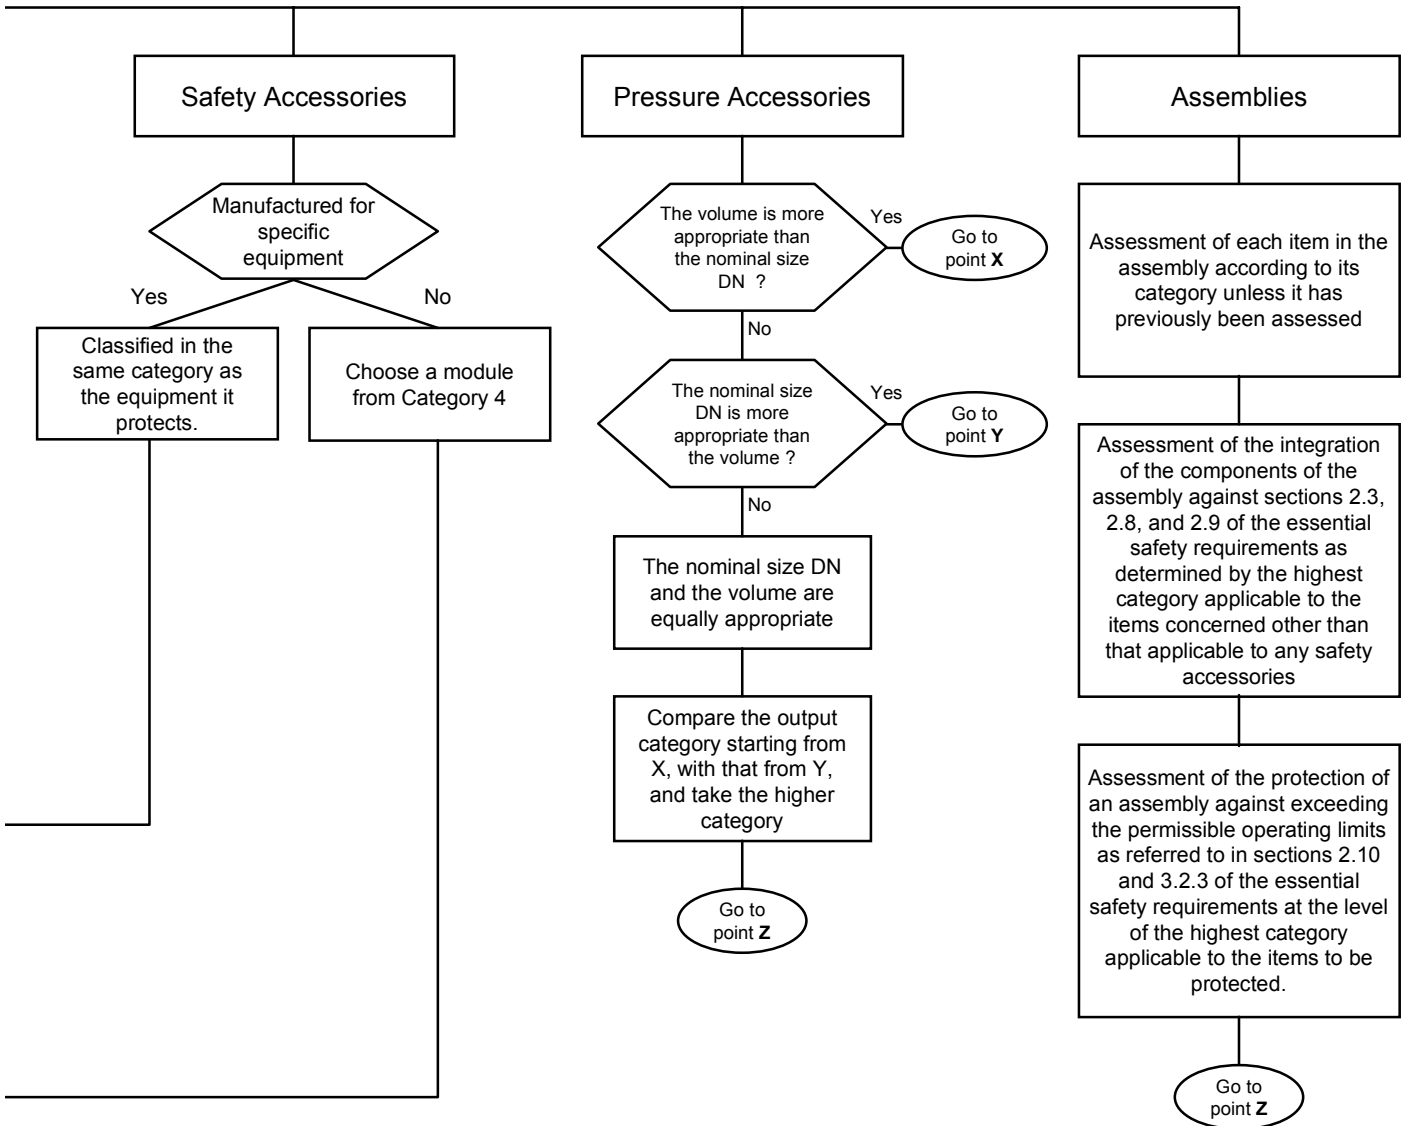 Safety Accessories
Manufactured for
specific
equipment
Yes
No
Classified in the
same category as
the equipment it
protects.
Choose a module
from Category 4
Pressure Accessories
The volume is more
appropriate than
the nominal size
DN ?
Yes
Go to
point X
No
The nominal size
DN is more
appropriate than
the volume ?
Yes
Go to
point Y
No
The nominal size DN
and the volume are
equally appropriate
Compare the output
category starting from
X, with that from Y,
and take the higher
category
Go to
point Z
Assemblies
Assessment of each item in the
assembly according to its
category unless it has
previously been assessed
Assessment of the integration
of the components of the
assembly against sections 2.3,
2.8, and 2.9 of the essential
safety requirements as
determined by the highest
category applicable to the
items concerned other than
that applicable to any safety
accessories
Assessment of the protection of
an assembly against exceeding
the permissible operating limits
as referred to in sections 2.10
and 3.2.3 of the essential
safety requirements at the level
of the highest category
applicable to the items to be
protected.
Go to
point Z